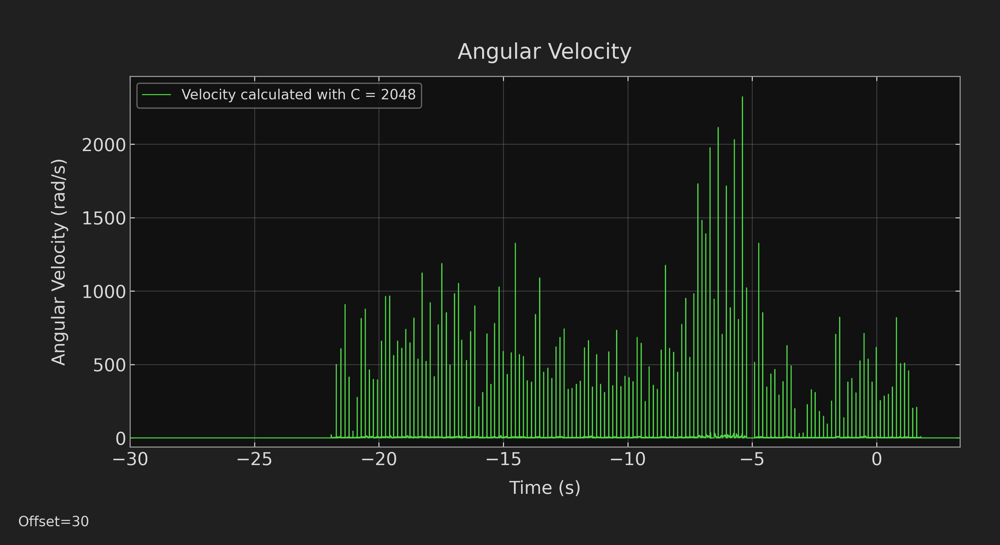 Angular Velocity
Velocity calculated with C = 2048
Angular Velocity (rad/s)
2000
1500
1000
500
0
−30 −25 −20 −15 −10 −5 0
Time (s)
Offset=30